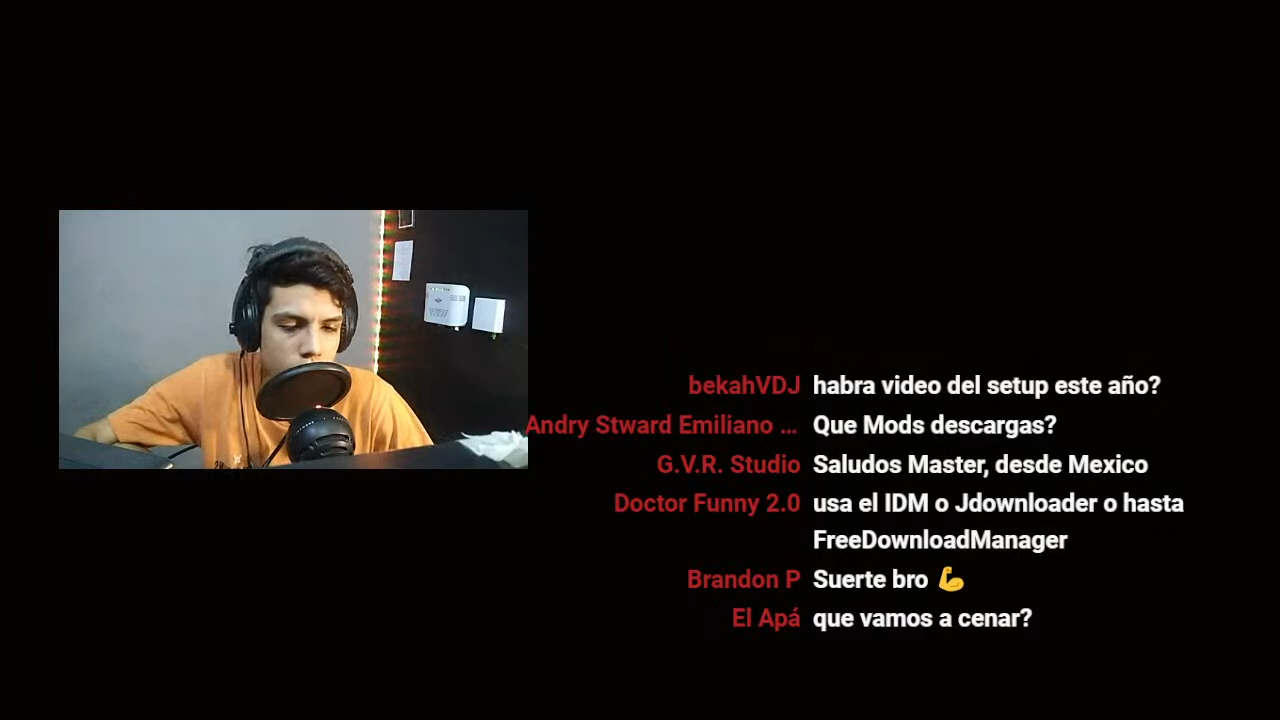 bekahVDJ habra video del setup este año?
Andry Stward Emiliano ... Que Mods descargas?
G.V.R. Studio Saludos Master, desde Mexico
Doctor Funny 2.0 usa el IDM o Jdownloader o hasta
FreeDownloadManager
Brandon P Suerte bro 💪
El Apá que vamos a cenar?